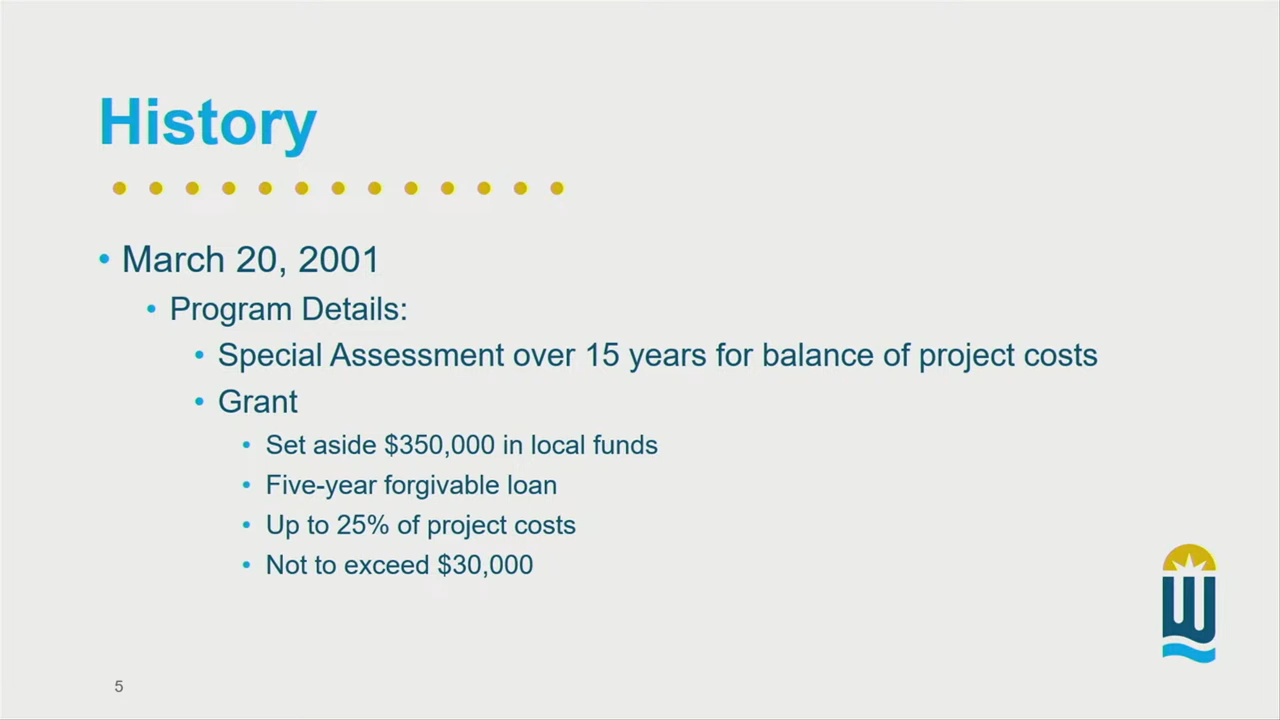 History
• March 20, 2001
• Program Details:
• Special Assessment over 15 years for balance of project costs
• Grant
• Set aside $350,000 in local funds
• Five-year forgivable loan
• Up to 25% of project costs
• Not to exceed $30,000
W
5